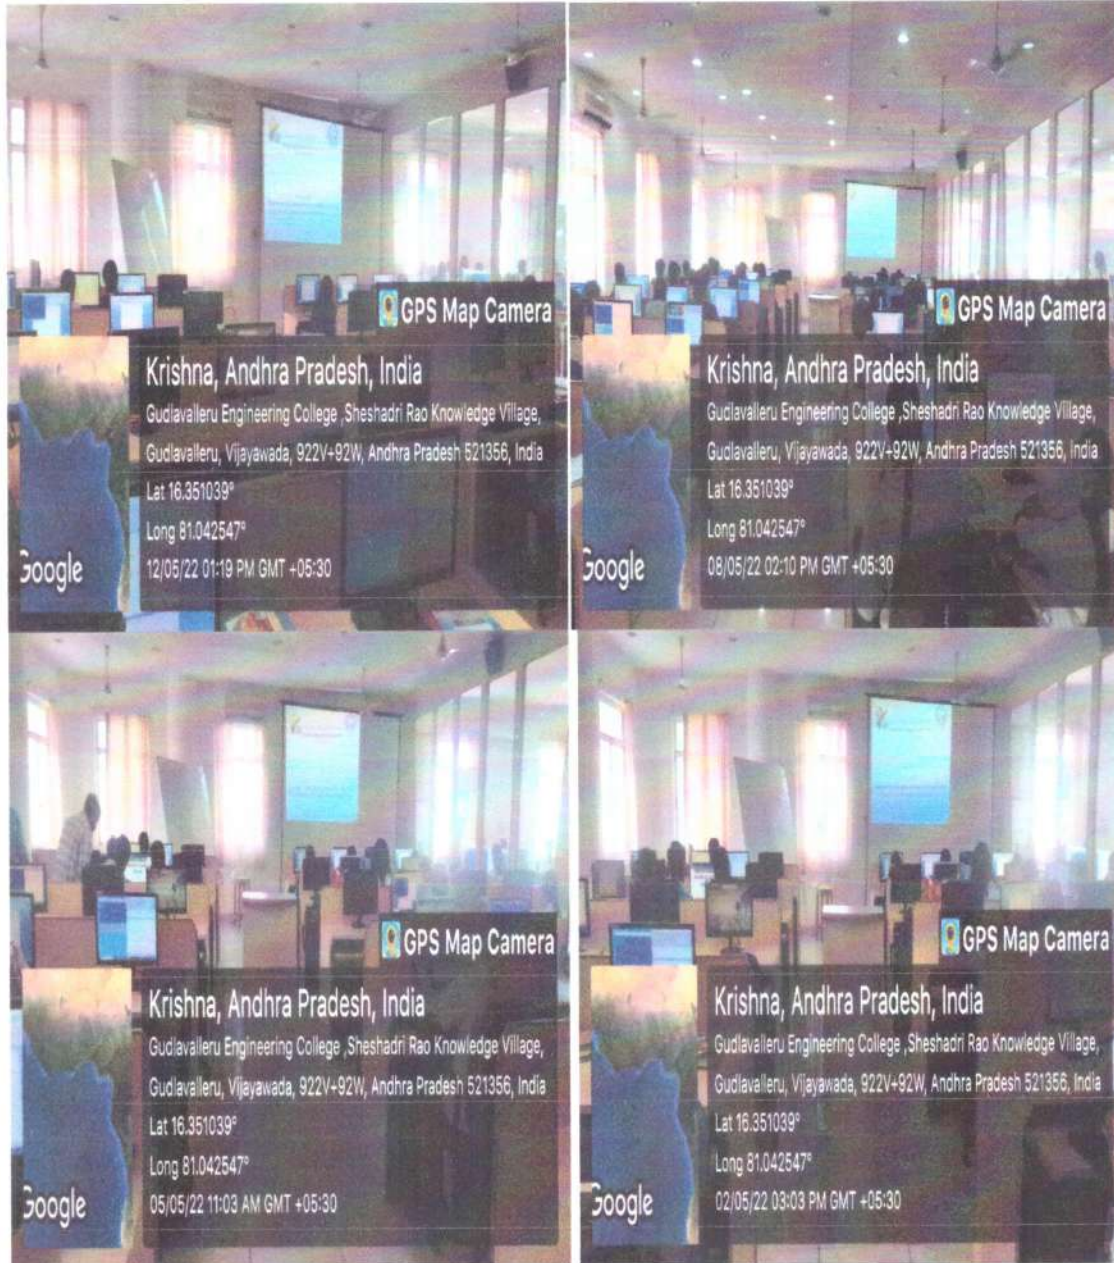 GPS Map Camera
Krishna, Andhra Pradesh, India
Gudlavalleru Engineering College ,Sheshadri Rao Knowledge Village,
Gudlavalleru, Vijayawada, 922V+92W, Andhra Pradesh 521356, India
Lat 16.351039°
Long 81.042547°
12/05/22 01:19 PM GMT +05:30
Google
GPS Map Camera
Krishna, Andhra Pradesh, India
Gudlavalleru Engineering College ,Sheshadri Rao Knowledge Village,
Gudlavalleru, Vijayawada, 922V+92W, Andhra Pradesh 521356, India
Lat 16.351039°
Long 81.042547°
08/05/22 02:10 PM GMT +05:30
Google
GPS Map Camera
Krishna, Andhra Pradesh, India
Gudlavalleru Engineering College ,Sheshadri Rao Knowledge Village,
Gudlavalleru, Vijayawada, 922V+92W, Andhra Pradesh 521356, India
Lat 16.351039°
Long 81.042547°
05/05/22 11:03 AM GMT +05:30
Google
GPS Map Camera
Krishna, Andhra Pradesh, India
Gudlavalleru Engineering College ,Sheshadri Rao Knowledge Village,
Gudlavalleru, Vijayawada, 922V+92W, Andhra Pradesh 521356, India
Lat 16.351039°
Long 81.042547°
02/05/22 03:03 PM GMT +05:30
Google